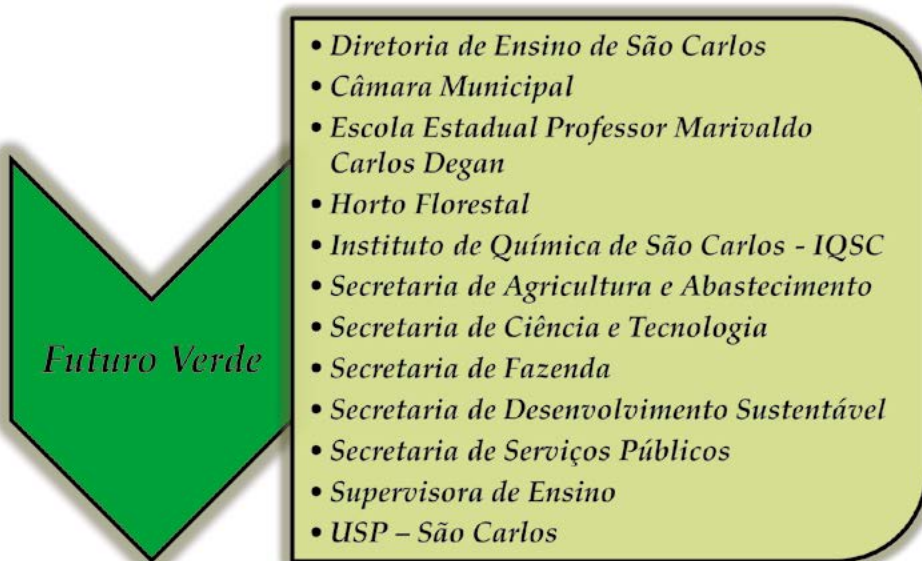 Futuro Verde
• Diretoria de Ensino de São Carlos
• Câmara Municipal
• Escola Estadual Professor Marivaldo
Carlos Degan
• Horto Florestal
• Instituto de Química de São Carlos - IQSC
• Secretaria de Agricultura e Abastecimento
• Secretaria de Ciência e Tecnologia
• Secretaria de Fazenda
• Secretaria de Desenvolvimento Sustentável
• Secretaria de Serviços Públicos
• Supervisora de Ensino
• USP – São Carlos